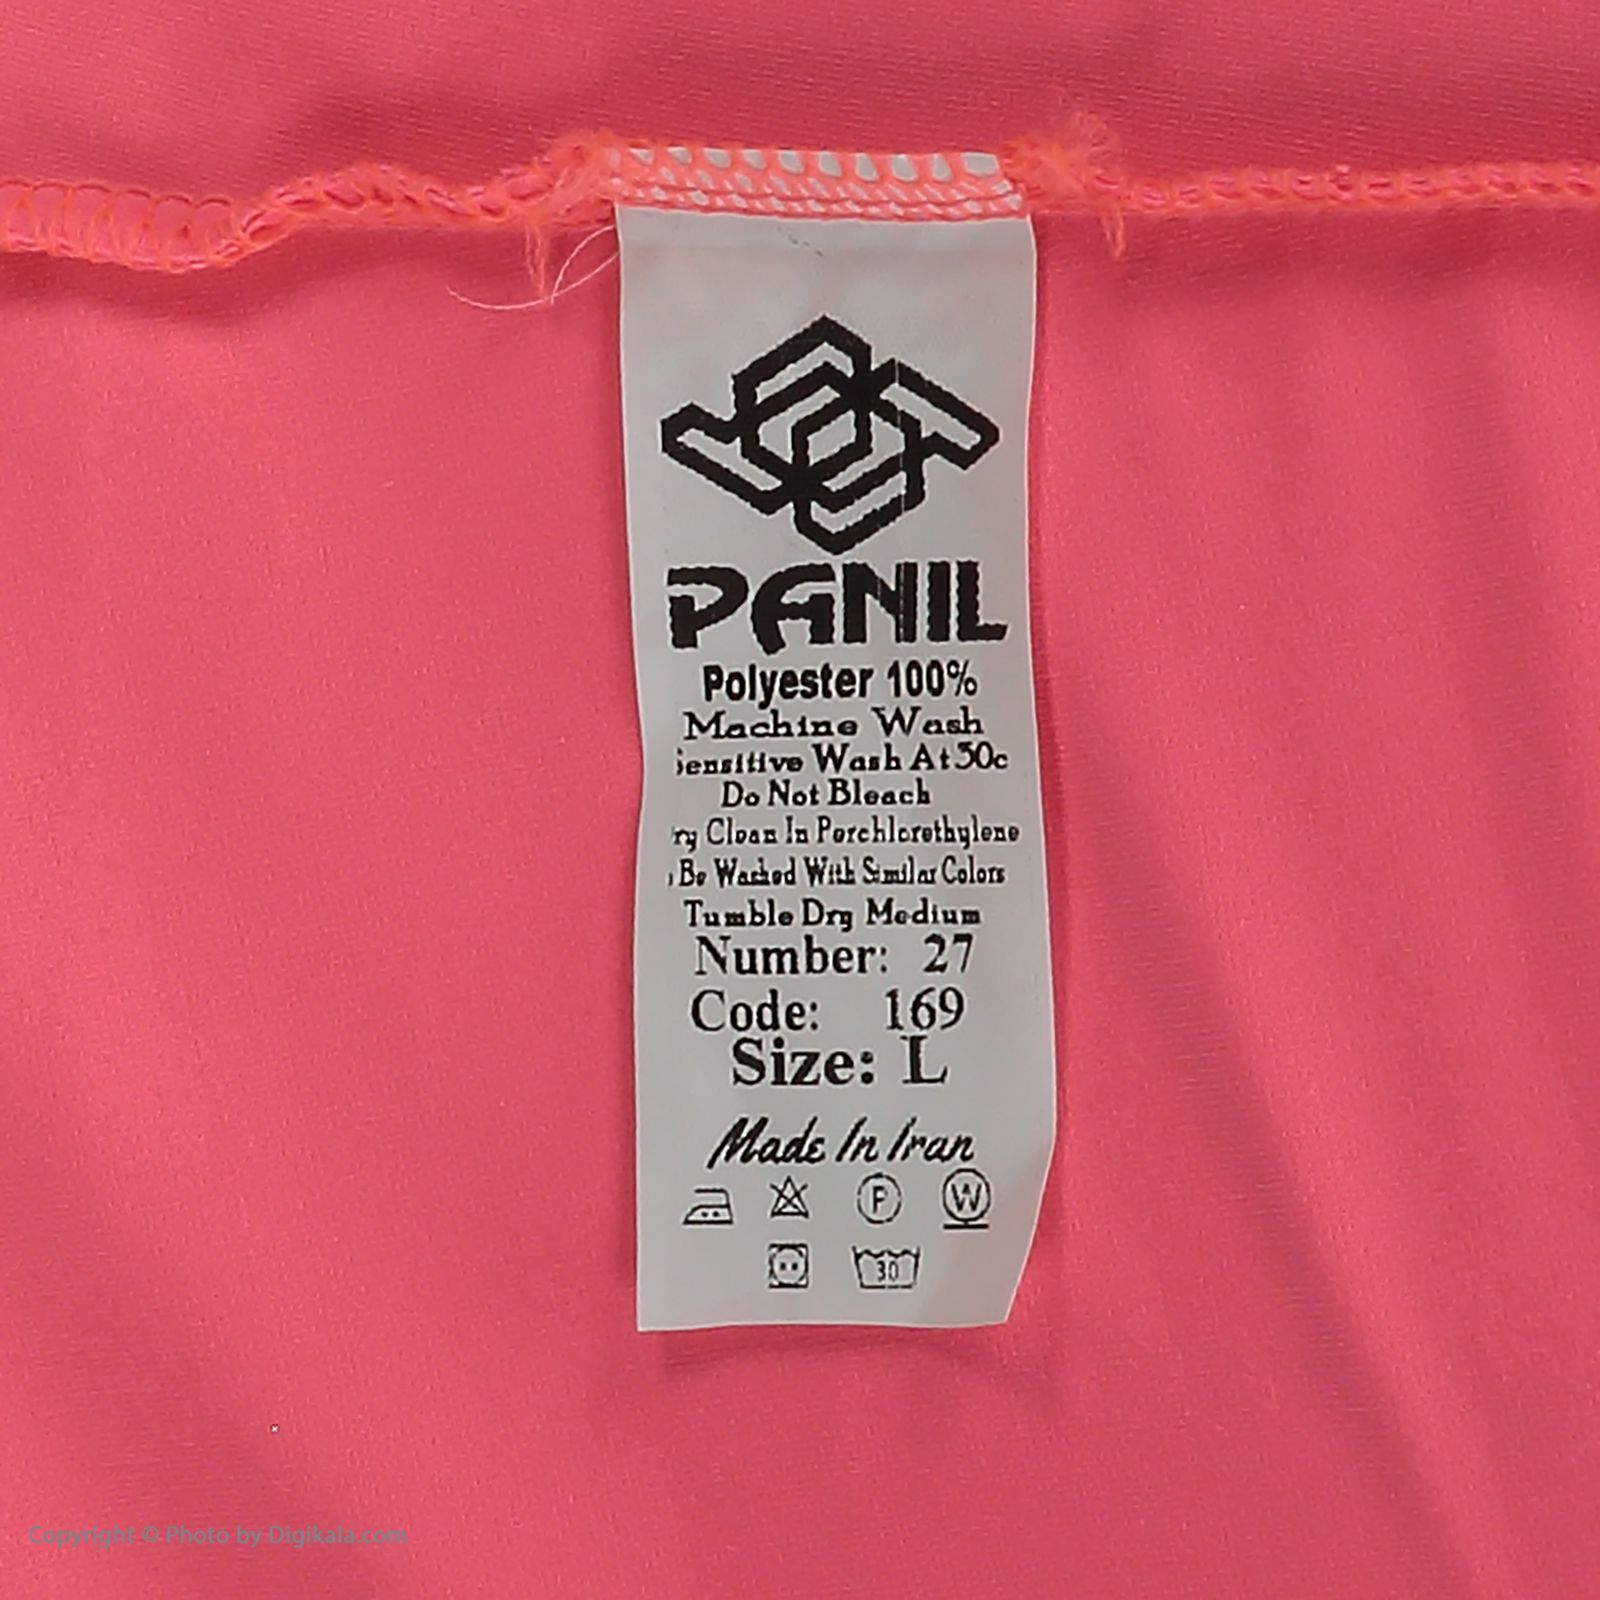 PANIL
Polyester 100%
Machine Wash
Sensitive Wash At 30c
Do Not Bleach
ry Clean In Perchlorethylene
Be Washed With Similar Colors
Tumble Dry Medium
Number: 27
Code: 169
Size: L
Made In Iran
P W
30
Copyright © Photo by Digikala.com